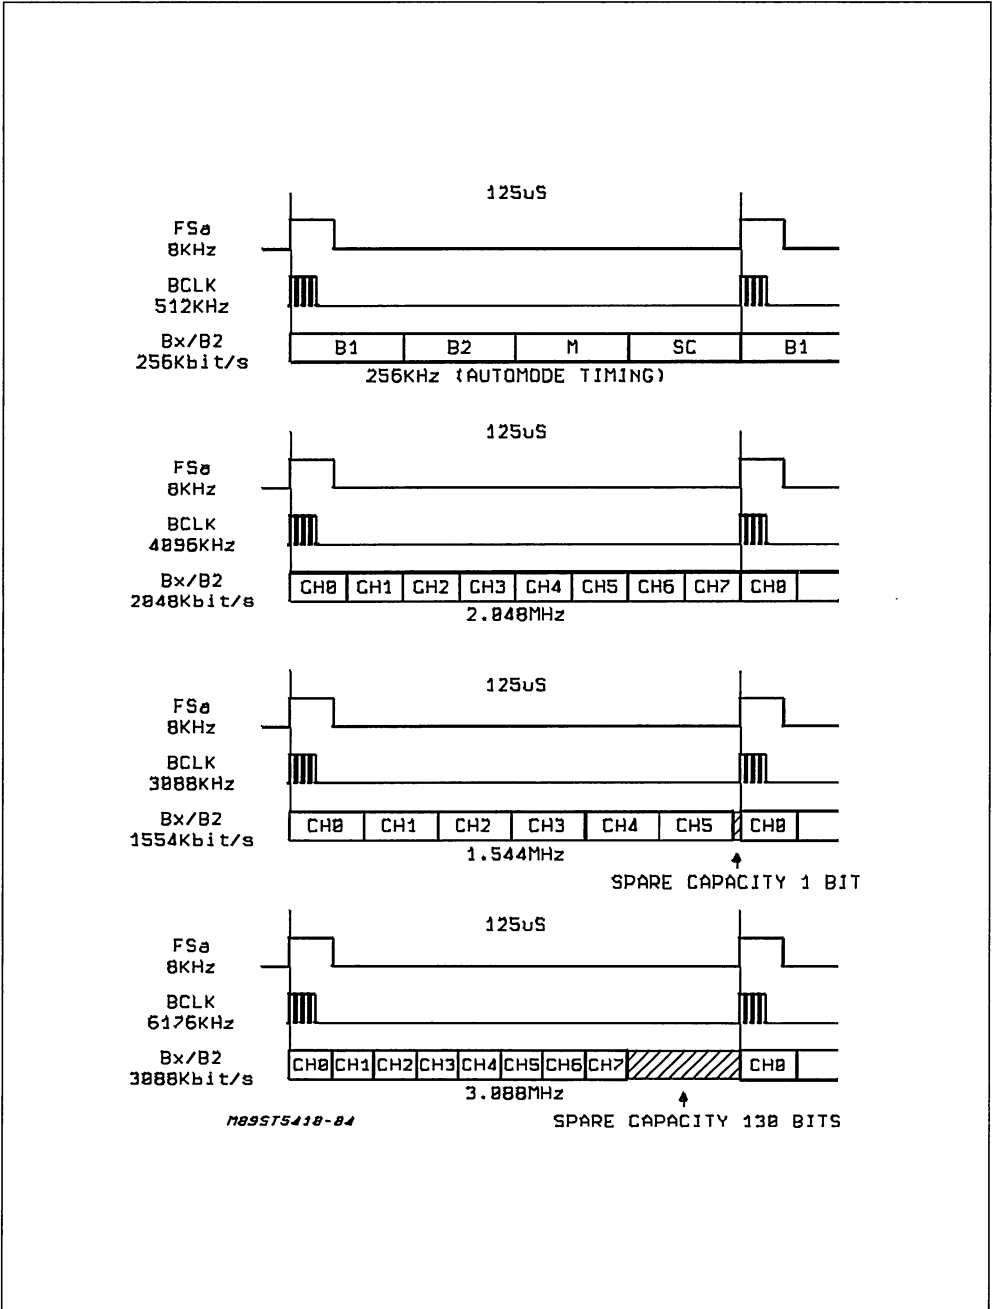 125uS
FSa
8KHz
BCLK
512KHz
Bx/B2
256Kbit/s
B1 B2 M SC B1
256KHz (AUTOMODE TIMING)
125uS
FSa
8KHz
BCLK
4096KHz
Bx/B2
2048Kbit/s
CH0 CH1 CH2 CH3 CH4 CH5 CH6 CH7 CH0
2.048MHz
125uS
FSa
8KHz
BCLK
3088KHz
Bx/B2
1554Kbit/s
CH0 CH1 CH2 CH3 CH4 CH5 CH0
1.544MHz
SPARE CAPACITY 1 BIT
125uS
FSa
8KHz
BCLK
6176KHz
Bx/B2
3088Kbit/s
CH0 CH1 CH2 CH3 CH4 CH5 CH6 CH7 CH0
3.088MHz
M89ST5410-04
SPARE CAPACITY 130 BITS